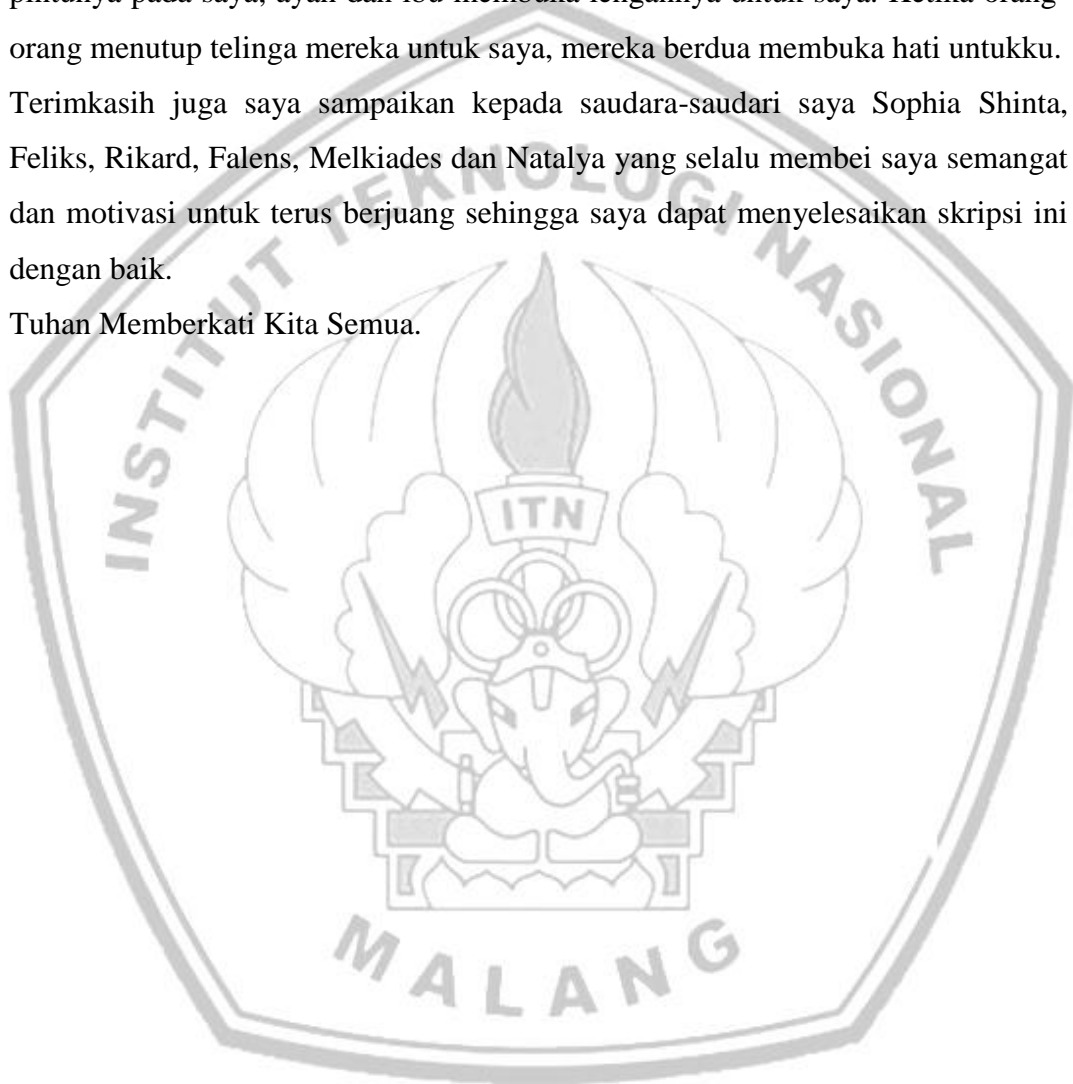 pintunya pada saya, ayah dan ibu membuka lengannya untuk saya. Ketika orang-
orang menutup telinga mereka untuk saya, mereka berdua membuka hati untukku.
Terimkasih juga saya sampaikan kepada saudara-saudari saya Sophia Shinta,
Feliks, Rikard, Falens, Melkiades dan Natalya yang selalu membei saya semangat
dan motivasi untuk terus berjuang sehingga saya dapat menyelesaikan skripsi ini
dengan baik.
Tuhan Memberkati Kita Semua.
INSTITUT TEKNOLOGI NASIONAL
ITN
MALANG